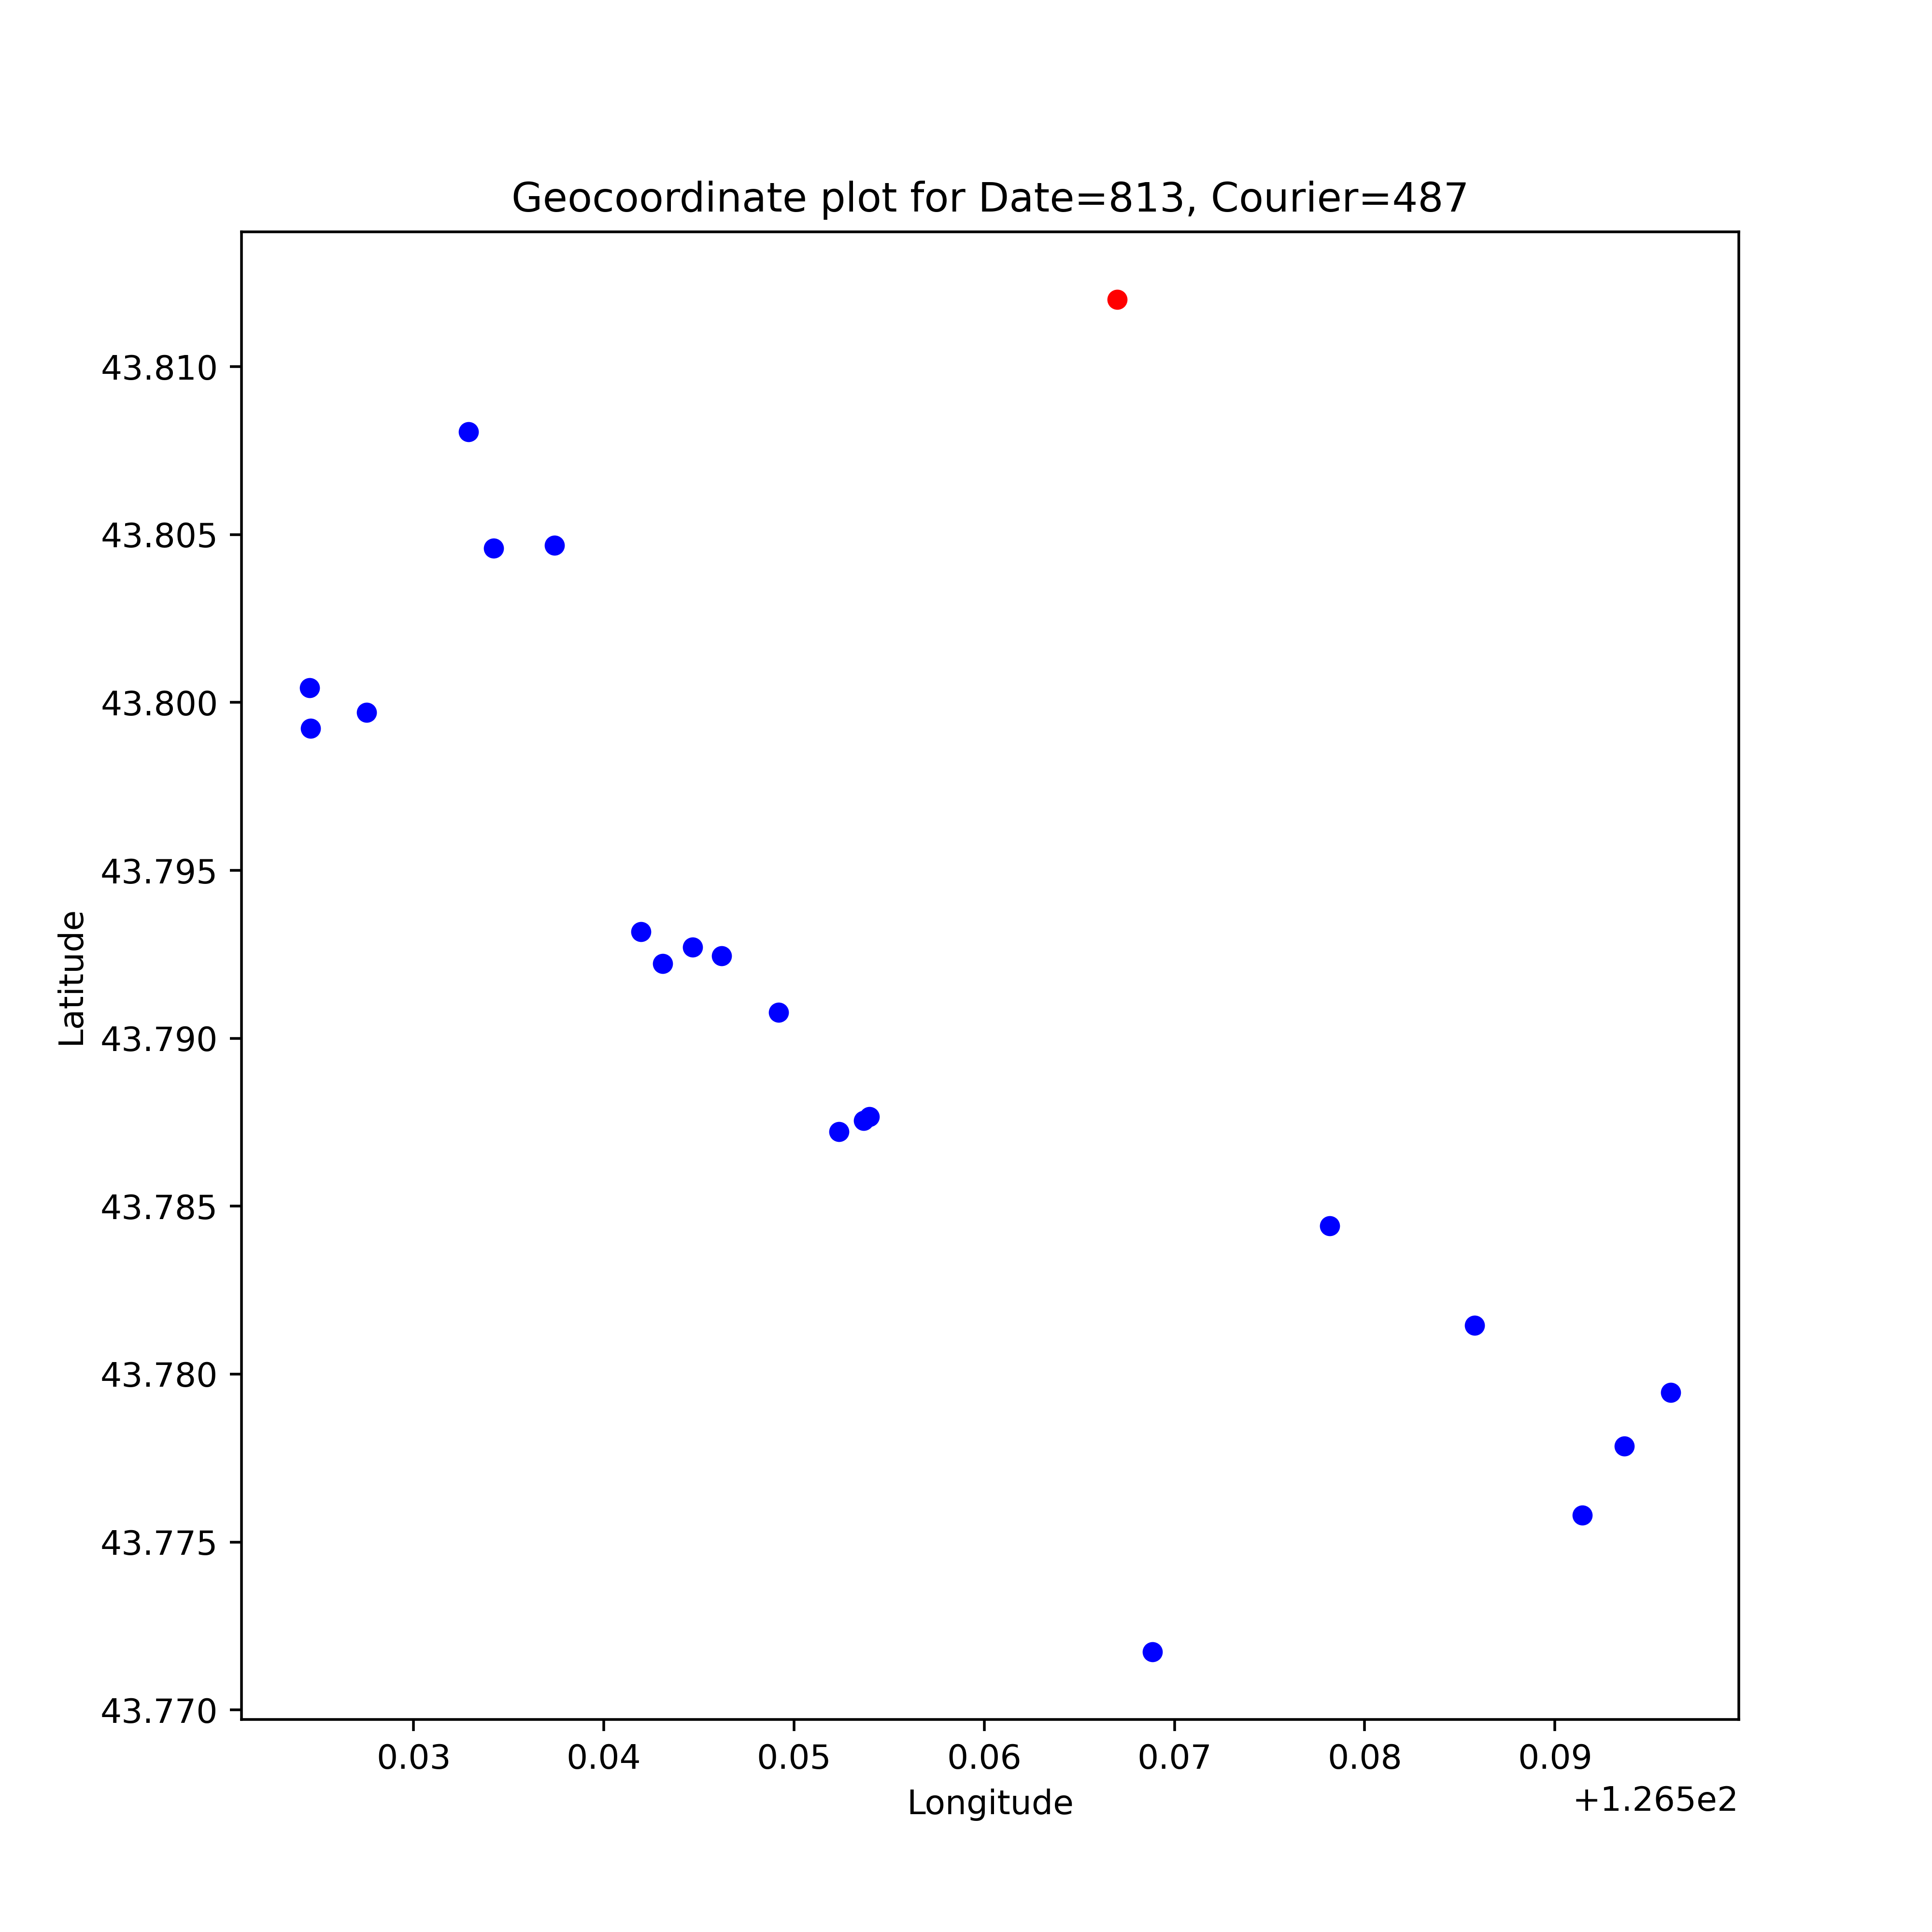 Geocoordinate plot for Date=813, Courier=487
43.810
43.805
43.800
43.795
43.790
43.785
43.780
43.775
43.770
Latitude
0.03 0.04 0.05 0.06 0.07 0.08 0.09
+1.265e2
Longitude